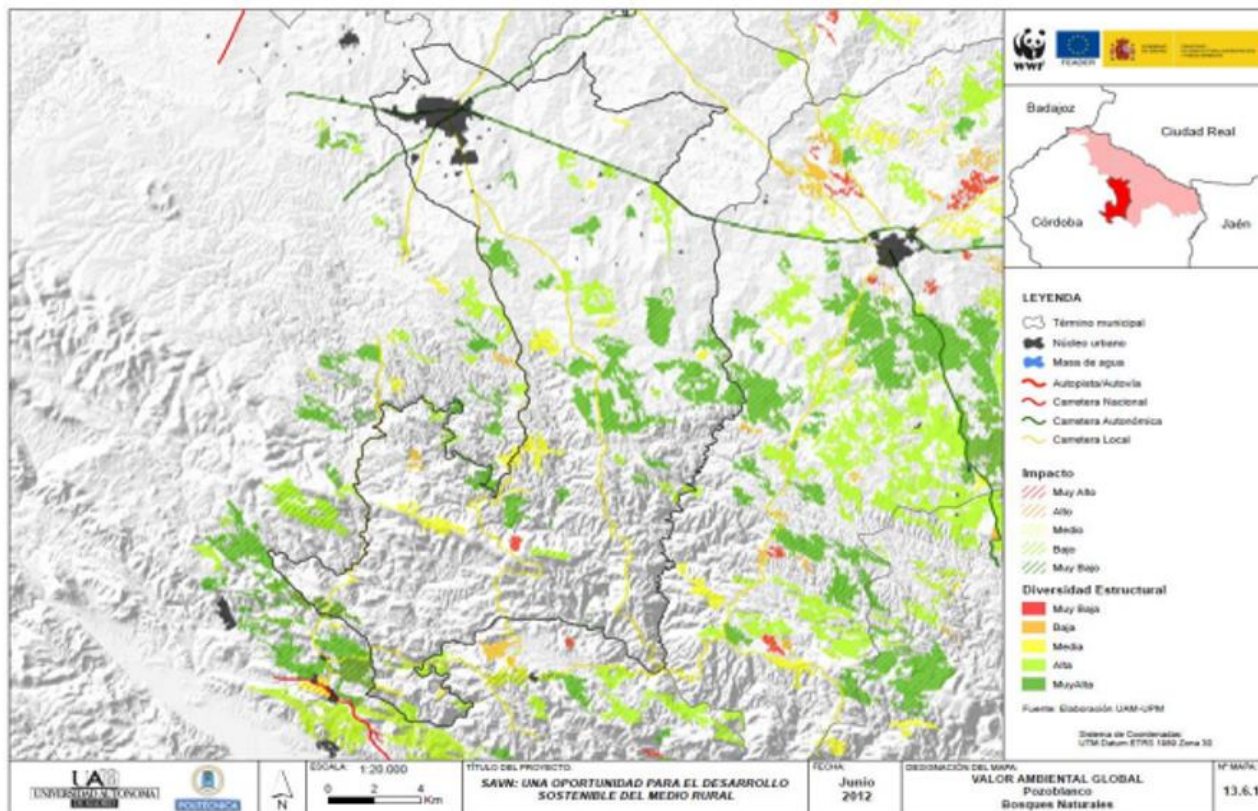 WWF
FEADER
Badajoz
Ciudad Real
Córdoba
Jaén
LEYENDA
Término municipal
Núcleo urbano
Masa de agua
Autopista/Autovía
Carretera Nacional
Carretera Autonómica
Carretera Local
Impacto
Muy Alto
Alto
Medio
Bajo
Muy Bajo
Diversidad Estructural
Muy Baja
Baja
Media
Alta
MuyAlta
Fuente: Elaboración UAM-UPM
Sistema de Coordenadas:
UTM Datum ETRS 1989 Zona 30
UNIVERSIDAD AUTONOMA
DE MADRID
POLITÉCNICA
N
ESCALA: 1:20.000
0 2 4
Km
TÍTULO DEL PROYECTO:
SAVN: UNA OPORTUNIDAD PARA EL DESARROLLO
SOSTENIBLE DEL MEDIO RURAL
FECHA:
Junio
2012
DESIGNACIÓN DEL MAPA:
VALOR AMBIENTAL GLOBAL
Pozoblanco
Bosques Naturales
Nº MAPA:
13.6.1